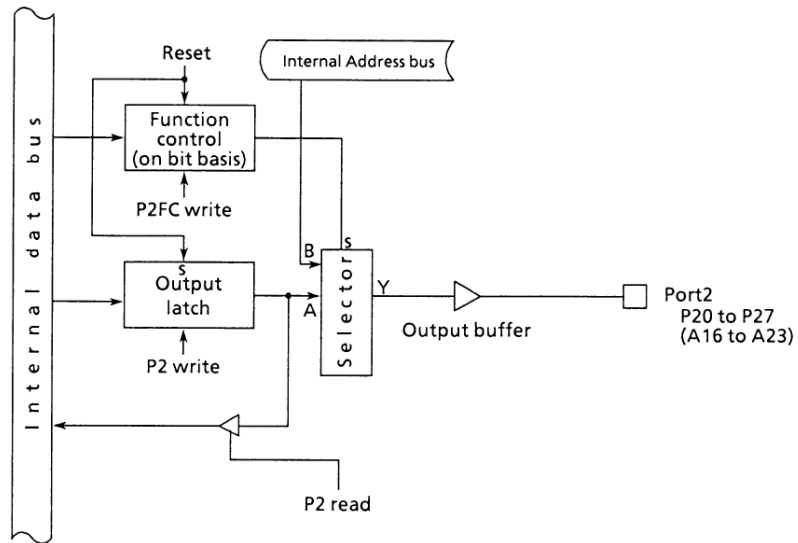 Reset
Internal Address bus
Function
control
(on bit basis)
P2FC write
Internal data bus
S
Output
latch
P2 write
B
S
A
Selector
Y
Output buffer
Port2
P20 to P27
(A16 to A23)
P2 read